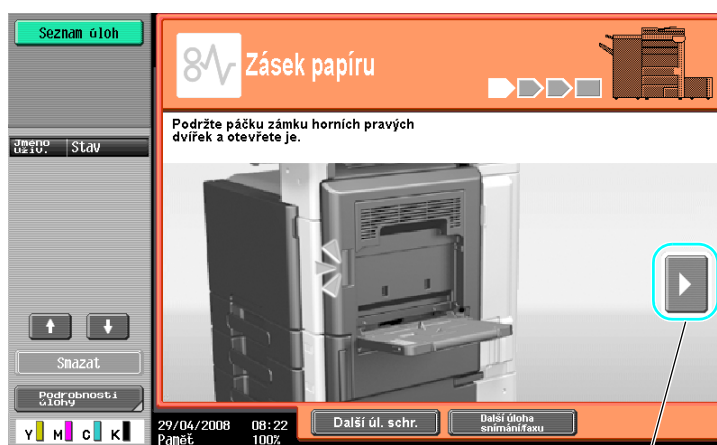 Seznam úloh
Zásek papíru
Podržte páčku zámku horních pravých
dvířek a otevřete je.
Jméno
uživ.
Stav
Smazat
Podrobnosti
úlohy
Y M C K
29/04/2008 08:22
Paměť 100%
Další úl. schr.
Další úloha
snímání/faxu